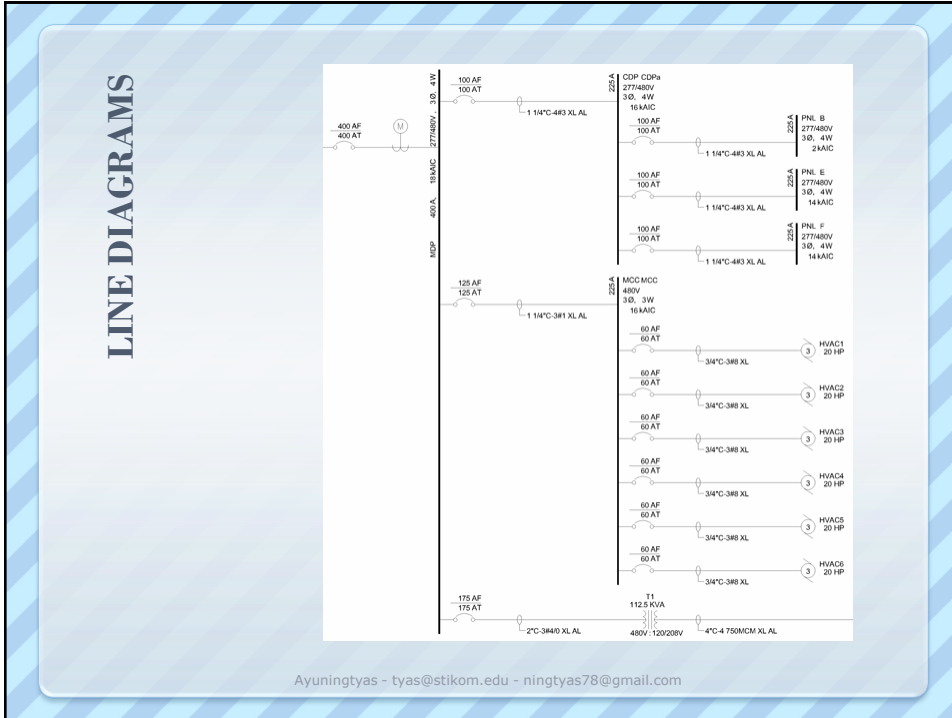 LINE DIAGRAMS
400 AF
400 AT
M
MDP 400 A, 18 kAIC 277/480V, 3Ø, 4W
100 AF
100 AT
1 1/4"C-4#3 XL AL
225 A
CDP CDPa
277/480V
3Ø, 4W
16 kAIC
100 AF
100 AT
1 1/4"C-4#3 XL AL
225 A
PNL B
277/480V
3Ø, 4W
2 kAIC
100 AF
100 AT
1 1/4"C-4#3 XL AL
225 A
PNL E
277/480V
3Ø, 4W
14 kAIC
100 AF
100 AT
1 1/4"C-4#3 XL AL
225 A
PNL F
277/480V
3Ø, 4W
14 kAIC
125 AF
125 AT
1 1/4"C-3#1 XL AL
225 A
MCC MCC
480V
3Ø, 3W
16 kAIC
60 AF
60 AT
3/4"C-3#8 XL
3
HVAC1
20 HP
60 AF
60 AT
3/4"C-3#8 XL
3
HVAC2
20 HP
60 AF
60 AT
3/4"C-3#8 XL
3
HVAC3
20 HP
60 AF
60 AT
3/4"C-3#8 XL
3
HVAC4
20 HP
60 AF
60 AT
3/4"C-3#8 XL
3
HVAC5
20 HP
60 AF
60 AT
3/4"C-3#8 XL
3
HVAC6
20 HP
175 AF
175 AT
2"C-3#4/0 XL AL
T1
112.5 KVA
480V : 120/208V
4"C-4 750MCM XL AL
Ayuningtyas - tyas@stikom.edu - ningtyas78@gmail.com